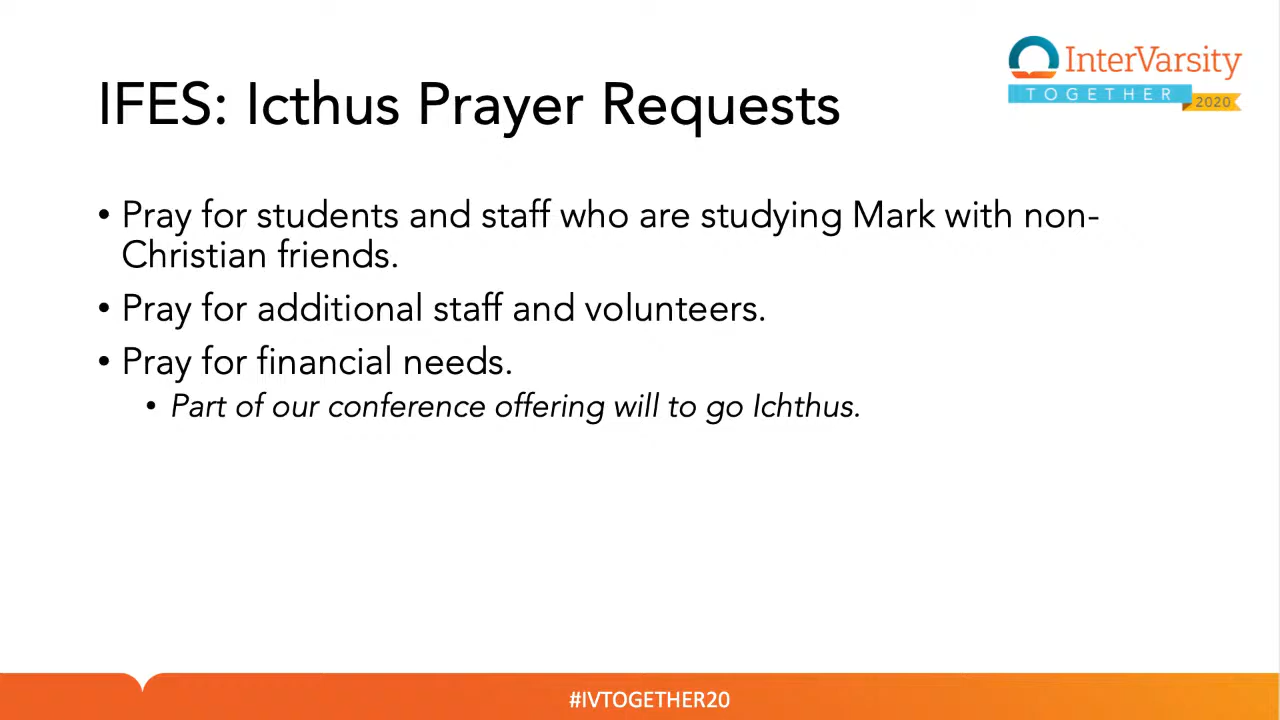 InterVarsity
TOGETHER
2020
IFES: Icthus Prayer Requests
• Pray for students and staff who are studying Mark with non-
Christian friends.
• Pray for additional staff and volunteers.
• Pray for financial needs.
• Part of our conference offering will to go Ichthus.
#IVTOGETHER20